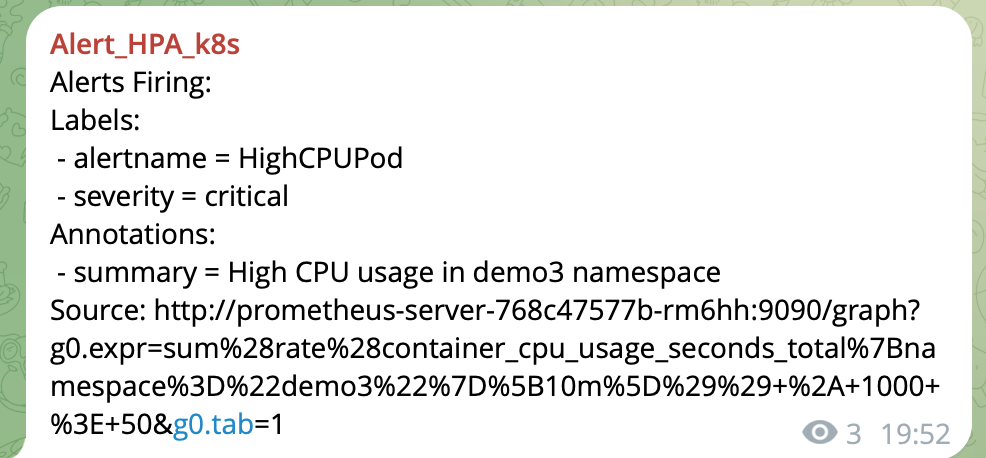 Alert_HPA_k8s
Alerts Firing:
Labels:
 - alertname = HighCPUPod
 - severity = critical
Annotations:
 - summary = High CPU usage in demo3 namespace
Source: http://prometheus-server-768c47577b-rm6hh:9090/graph?
g0.expr=sum%28rate%28container_cpu_usage_seconds_total%7Bna
mespace%3D%22demo3%22%7D%5B10m%5D%29%29+%2A+1000+
%3E+50&g0.tab=1
3 19:52